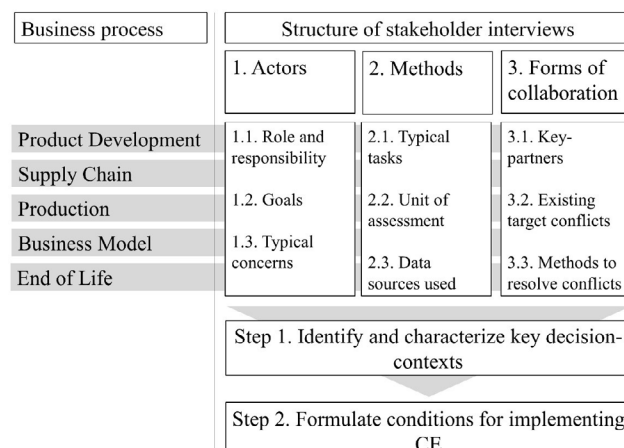 Business process
Structure of stakeholder interviews
1. Actors
2. Methods
3. Forms of
collaboration
Product Development
Supply Chain
Production
Business Model
End of Life
1.1. Role and
responsibility
1.2. Goals
1.3. Typical
concerns
2.1. Typical
tasks
2.2. Unit of
assessment
2.3. Data
sources used
3.1. Key-
partners
3.2. Existing
target conflicts
3.3. Methods to
resolve conflicts
Step 1. Identify and characterize key decision-
contexts
Step 2. Formulate conditions for implementing
CE